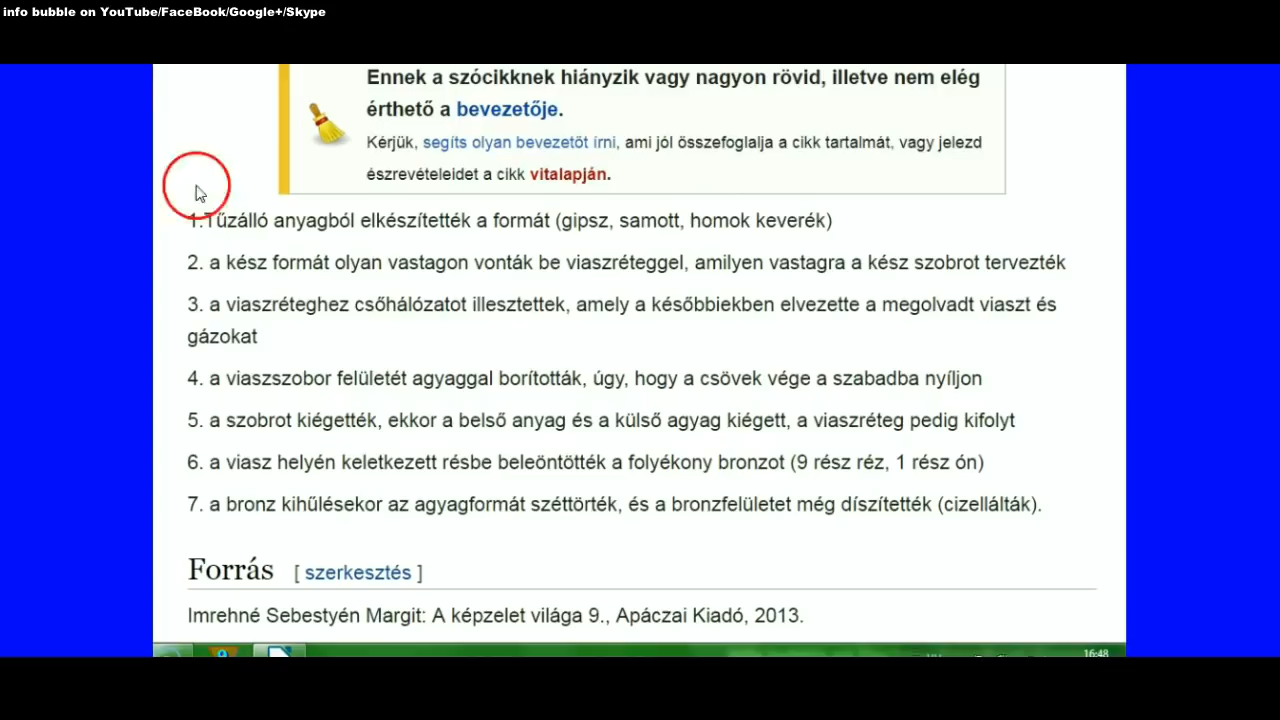 info bubble on YouTube/FaceBook/Google+/Skype
Ennek a szócikknek hiányzik vagy nagyon rövid, illetve nem elég
érthető a bevezetője.
Kérjük, segíts olyan bevezetőt írni, ami jól összefoglalja a cikk tartalmát, vagy jelezd
észrevételeidet a cikk vitalapján.
1.Tűzálló anyagból elkészítették a formát (gipsz, samott, homok keverék)
2. a kész formát olyan vastagon vonták be viaszréteggel, amilyen vastagra a kész szobrot tervezték
3. a viaszréteghez csőhálózatot illesztettek, amely a későbbiekben elvezette a megolvadt viaszt és
gázokat
4. a viaszszobor felületét agyaggal borították, úgy, hogy a csövek vége a szabadba nyíljon
5. a szobrot kiégették, ekkor a belső anyag és a külső agyag kiégett, a viaszréteg pedig kifolyt
6. a viasz helyén keletkezett résbe beleöntötték a folyékony bronzot (9 rész réz, 1 rész ón)
7. a bronz kihűlésekor az agyagformát széttörték, és a bronzfelületet még díszítették (cizellálták).
Forrás [ szerkesztés ]
Imrehné Sebestyén Margit: A képzelet világa 9., Apáczai Kiadó, 2013.
16:48